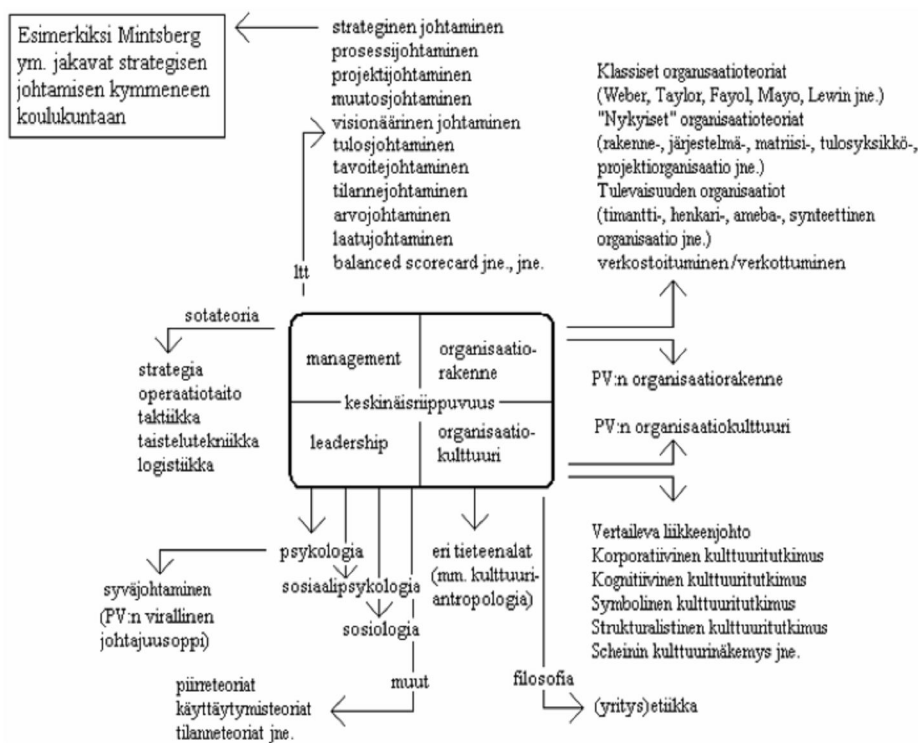 Esimerkiksi Mintsberg
ym. jakavat strategisen
johtamisen kymmeneen
koulukuntaan
strateginen johtaminen
prosessijohtaminen
projektijohtaminen
muutosjohtaminen
visionäärinen johtaminen
tulosjohtaminen
tavoitejohtaminen
tilannejohtaminen
arvojohtaminen
laatujohtaminen
balanced scorecard jne., jne.
Klassiset organisaatioteoriat
(Weber, Taylor, Fayol, Mayo, Lewin jne.)
"Nykyiset" organisaatioteoriat
(rakenne-, järjestelmä-, matriisi-, tulosyksikkö-,
projektiorganisaatio jne.)
Tulevaisuuden organisaatiot
(timantti-, henkari-, ameba-, synteettinen
organisaatio jne.)
verkostoituminen/verkottuminen
ltt
sotateoria
strategia
operaatiotaito
taktiikka
taistelutekniikka
logistiikka
management
organisaatio-
rakenne
keskinäisriippuvuus
leadership
organisaatio-
kulttuuri
PV:n organisaatiorakenne
PV:n organisaatiokulttuuri
Vertaileva liikkeenjohto
Korporatiivinen kulttuuritutkimus
Kognitiivinen kulttuuritutkimus
Symbolinen kulttuuritutkimus
Strukturalistinen kulttuuritutkimus
Scheinin kulttuurinäkemys jne.
psykologia
sosiaalipsykologia
sosiologia
eri tieteenalat
(mm. kulttuuri-
antropologia)
syväjohtaminen
(PV:n virallinen
johtajuusoppi)
muut
piirreteoriat
käyttäytymisteoriat
tilanneteoriat jne.
filosofia
(yritys)etiikka